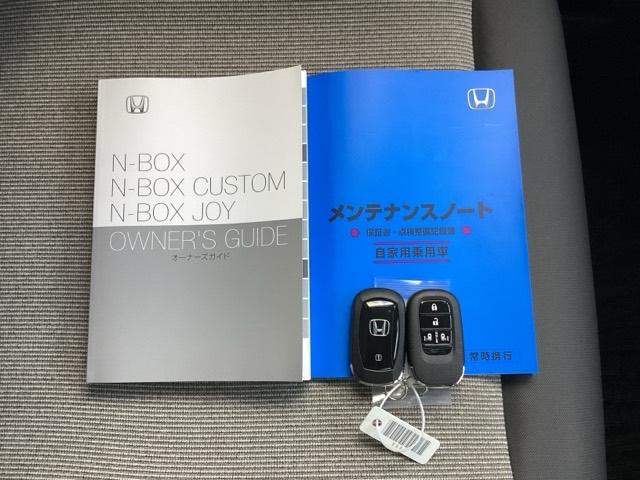 N-BOX
N-BOX CUSTOM
N-BOX JOY
OWNER'S GUIDE
オーナーズガイド
メンテナンスノート
保証書・点検整備記録簿
自家用乗用車
常時携行